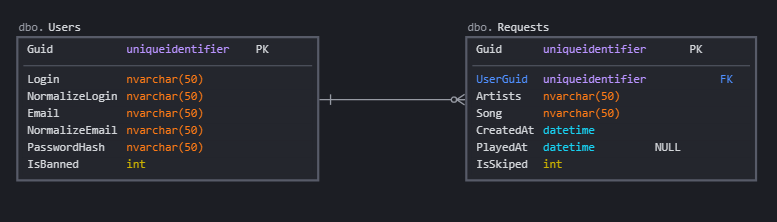 dbo. Users
Guid uniqueidentifier PK
Login nvarchar(50)
NormalizeLogin nvarchar(50)
Email nvarchar(50)
NormalizeEmail nvarchar(50)
PasswordHash nvarchar(50)
IsBanned int
dbo. Requests
Guid uniqueidentifier PK
UserGuid uniqueidentifier FK
Artists nvarchar(50)
Song nvarchar(50)
CreatedAt datetime
PlayedAt datetime NULL
IsSkiped int